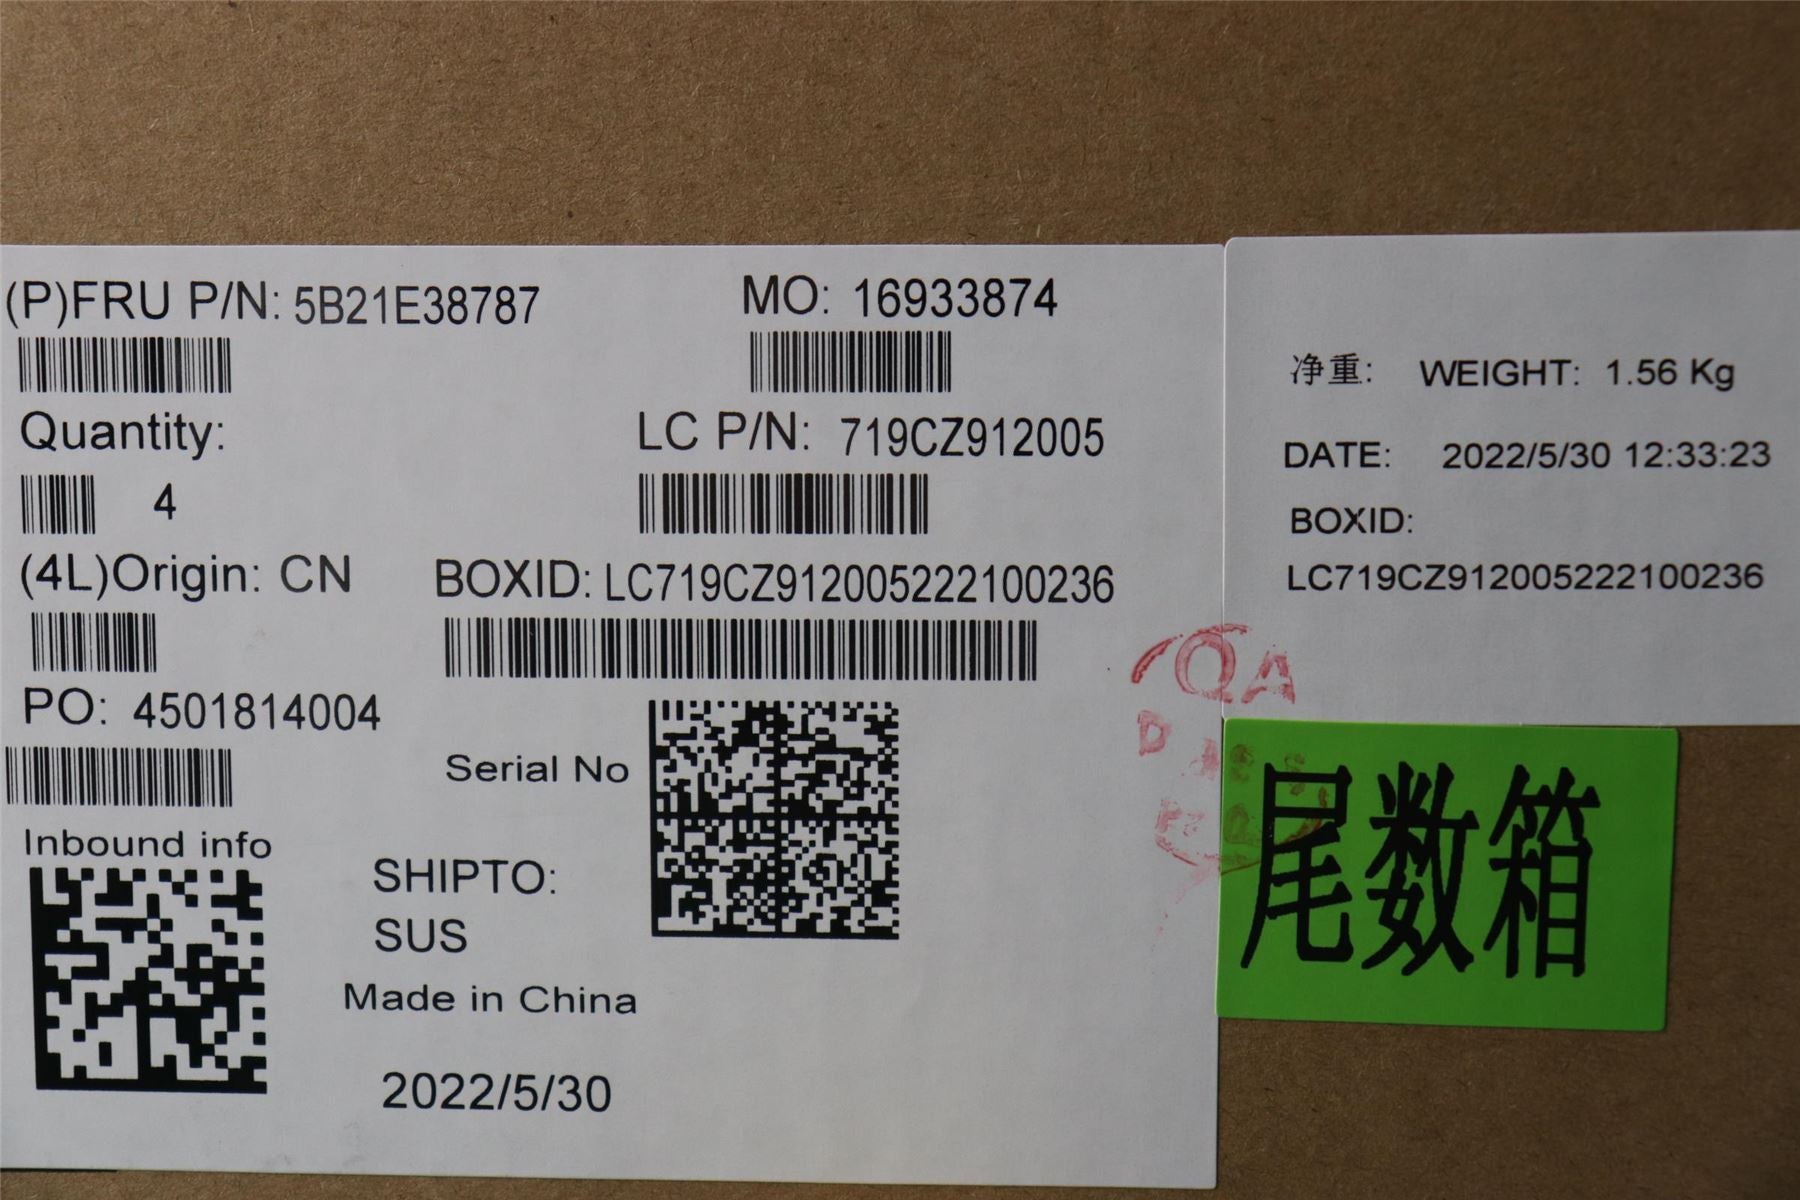 (P)FRU P/N: 5B21E38787
MO: 16933874
Quantity:
4
LC P/N: 719CZ912005
(4L)Origin: CN
BOXID: LC719CZ912005222100236
PO: 4501814004
Serial No
Inbound info
SHIPTO:
SUS
Made in China
2022/5/30
净重: WEIGHT: 1.56 Kg
DATE: 2022/5/30 12:33:23
BOXID:
LC719CZ912005222100236
QA
尾数箱